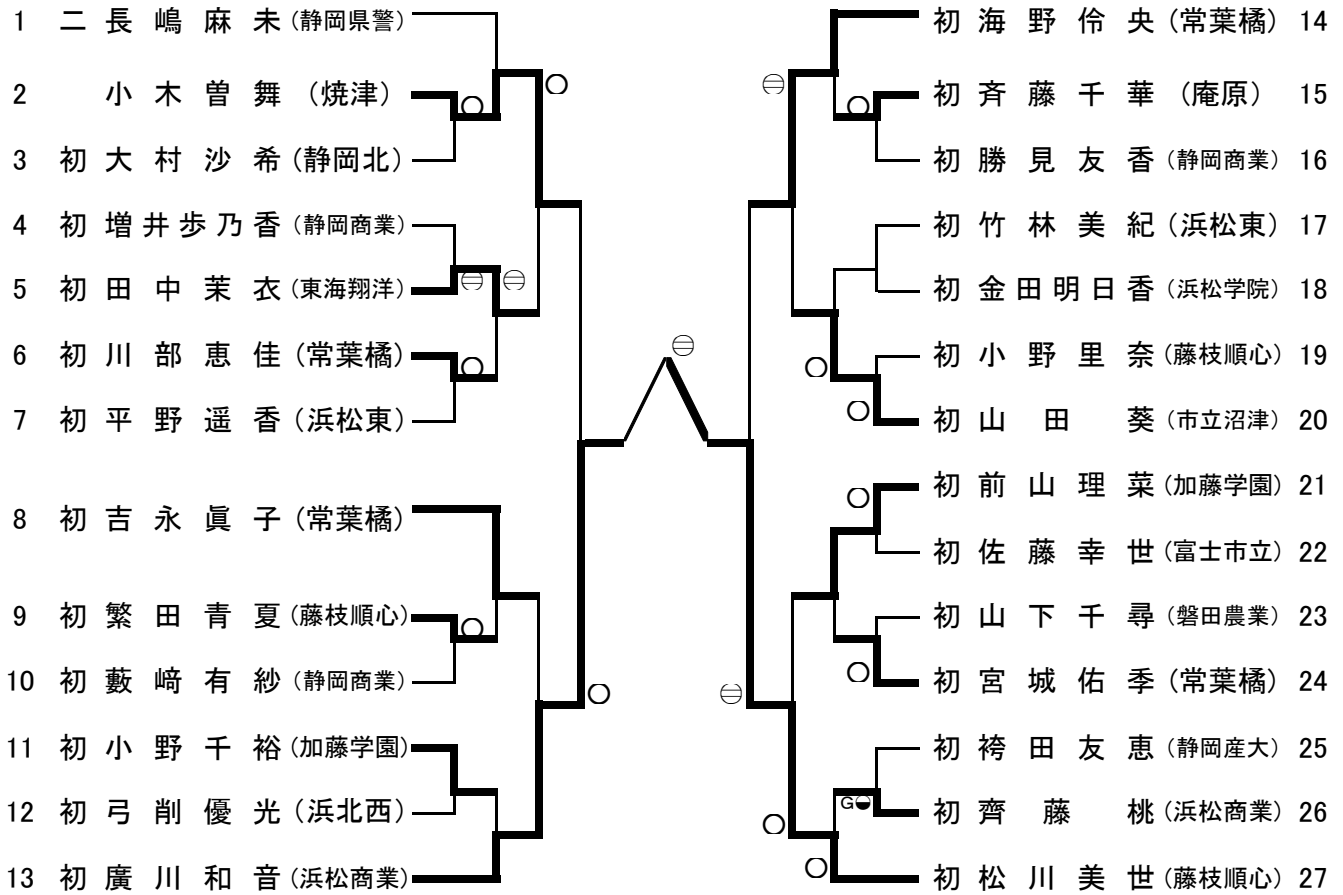 1 二 長嶋麻未 (静岡県警)
2 小木曽舞 (焼津)
3 初 大村沙希 (静岡北)
4 初 増井歩乃香 (静岡商業)
5 初 田中茉衣 (東海翔洋)
6 初 川部恵佳 (常葉橘)
7 初 平野遥香 (浜松東)
8 初 吉永眞子 (常葉橘)
9 初 繁田青夏 (藤枝順心)
10 初 藪﨑有紗 (静岡商業)
11 初 小野千裕 (加藤学園)
12 初 弓削優光 (浜北西)
13 初 廣川和音 (浜松商業)
初 海野伶央 (常葉橘) 14
初 斉藤千華 (庵原) 15
初 勝見友香 (静岡商業) 16
初 竹林美紀 (浜松東) 17
初 金田明日香 (浜松学院) 18
初 小野里奈 (藤枝順心) 19
初 山田葵 (市立沼津) 20
初 前山理菜 (加藤学園) 21
初 佐藤幸世 (富士市立) 22
初 山下千尋 (磐田農業) 23
初 宮城佑季 (常葉橘) 24
初 袴田友恵 (静岡産大) 25
G
初 齊藤桃 (浜松商業) 26
初 松川美世 (藤枝順心) 27